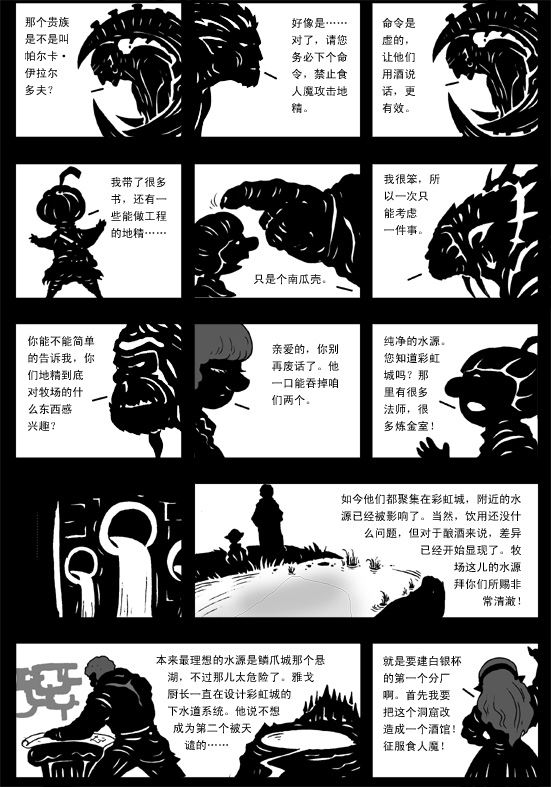 那个贵族
是不是叫
帕尔卡·
伊拉尔
多夫？
好像是……
对了，请您
务必下个命
令，禁止食
人魔攻击地
精。
命令是
虚的，
让他们
用酒说
话，更
有效。
我带了很多
书，还有一
些能做工程
的地精……
只是个南瓜壳。
我很笨，所
以一次只
能考虑
一件事。
你能不能简单
的告诉我，你
们地精到底
对牧场的什
么东西感
兴趣？
亲爱的，你别
再废话了。他
一口能吞掉咱
们两个。
纯净的水源。
您知道彩虹
城吗？那
里有很多
法师，很
多炼金室！
如今他们都聚集在彩虹城，附近的水
源已经被影响了。当然，饮用还没什
么问题，但对于酿酒来说，差异
已经开始显现了。牧
场这儿的水源
拜你们所赐非
常清澈！
本来最理想的水源是鳞爪城那个悬
湖，不过那儿太危险了。雅戈
厨长一直在设计彩虹城的
下水道系统。他说不想
成为第二个被天
谴的……
就是要建白银杯
的第一个分厂
啊。首先我要
把这个洞窟改
造成一个酒馆！
征服食人魔！